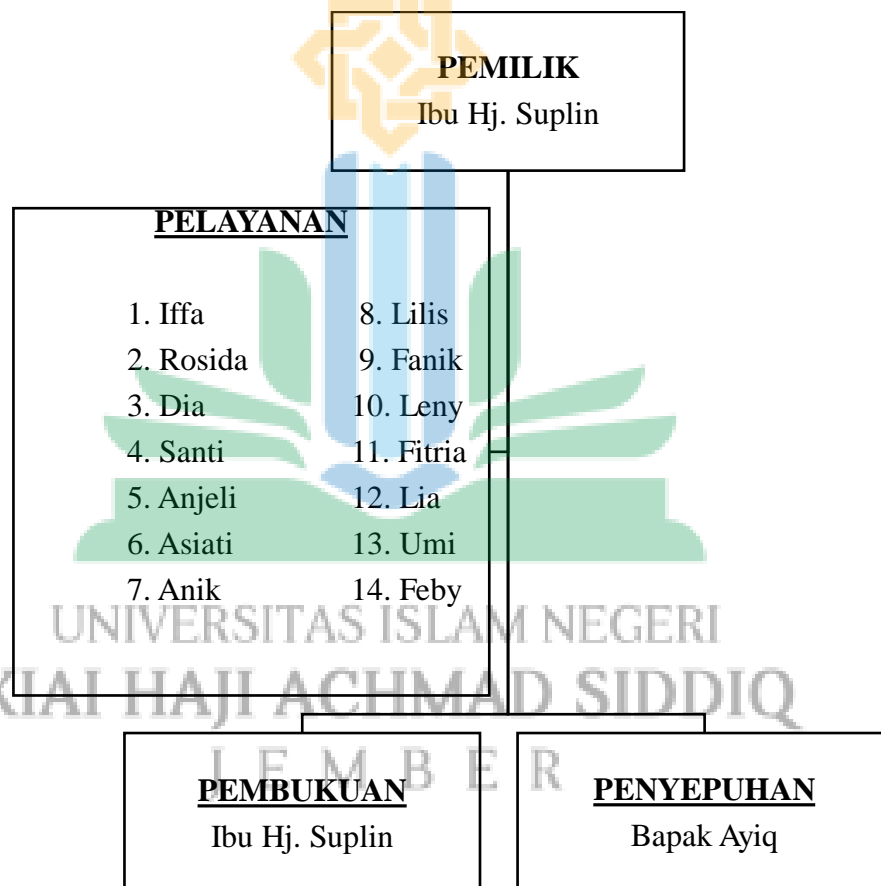 PEMILIK
Ibu Hj. Suplin
PELAYANAN
1. Iffa
2. Rosida
3. Dia
4. Santi
5. Anjeli
6. Asiati
7. Anik
8. Lilis
9. Fanik
10. Leny
11. Fitria
12. Lia
13. Umi
14. Feby
UNIVERSITAS ISLAM NEGERI
KIAI HAJI ACHMAD SIDDIQ
JEMBER
PEMBUKUAN
Ibu Hj. Suplin
PENYEPUHAN
Bapak Ayiq